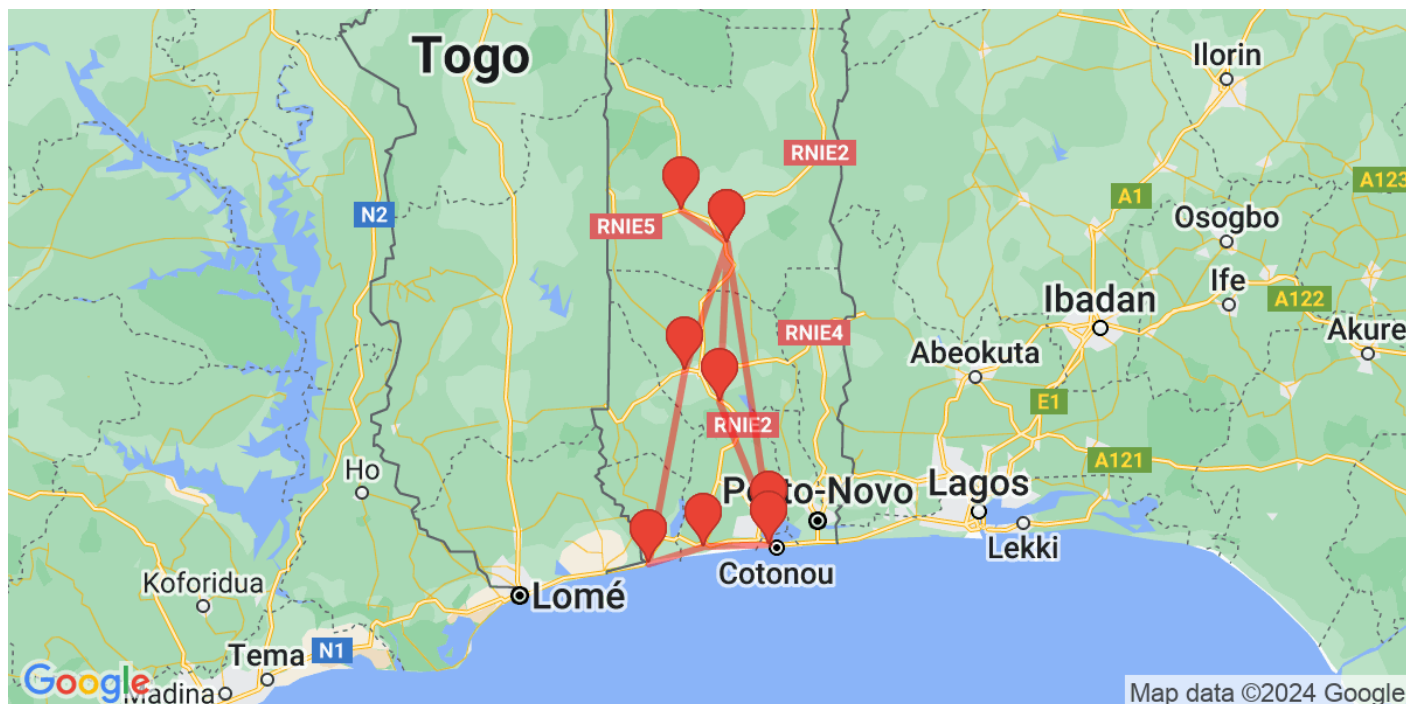 Togo
Ilorin
RNIE2
A123
A1
N2
Osogbo
RNIE5
Ife
Ibadan
A122
RNIE4
Akure
Abeokuta
E1
RNIE2
A121
Ho
Porto-Novo
Lagos
Lekki
Cotonou
Koforidua
Lomé
Tema
N1
Google
Madina
Map data ©2024 Google